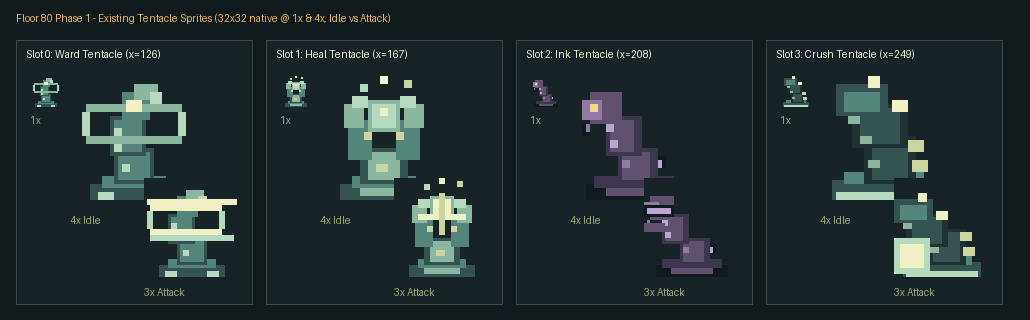 Floor 80 Phase 1 - Existing Tentacle Sprites (32x32 native @ 1x & 4x, Idle vs Attack)
Slot 0: Ward Tentacle (x=126)
1x
4x Idle
3x Attack
Slot 1: Heal Tentacle (x=167)
1x
4x Idle
3x Attack
Slot 2: Ink Tentacle (x=208)
1x
4x Idle
3x Attack
Slot 3: Crush Tentacle (x=249)
1x
4x Idle
3x Attack